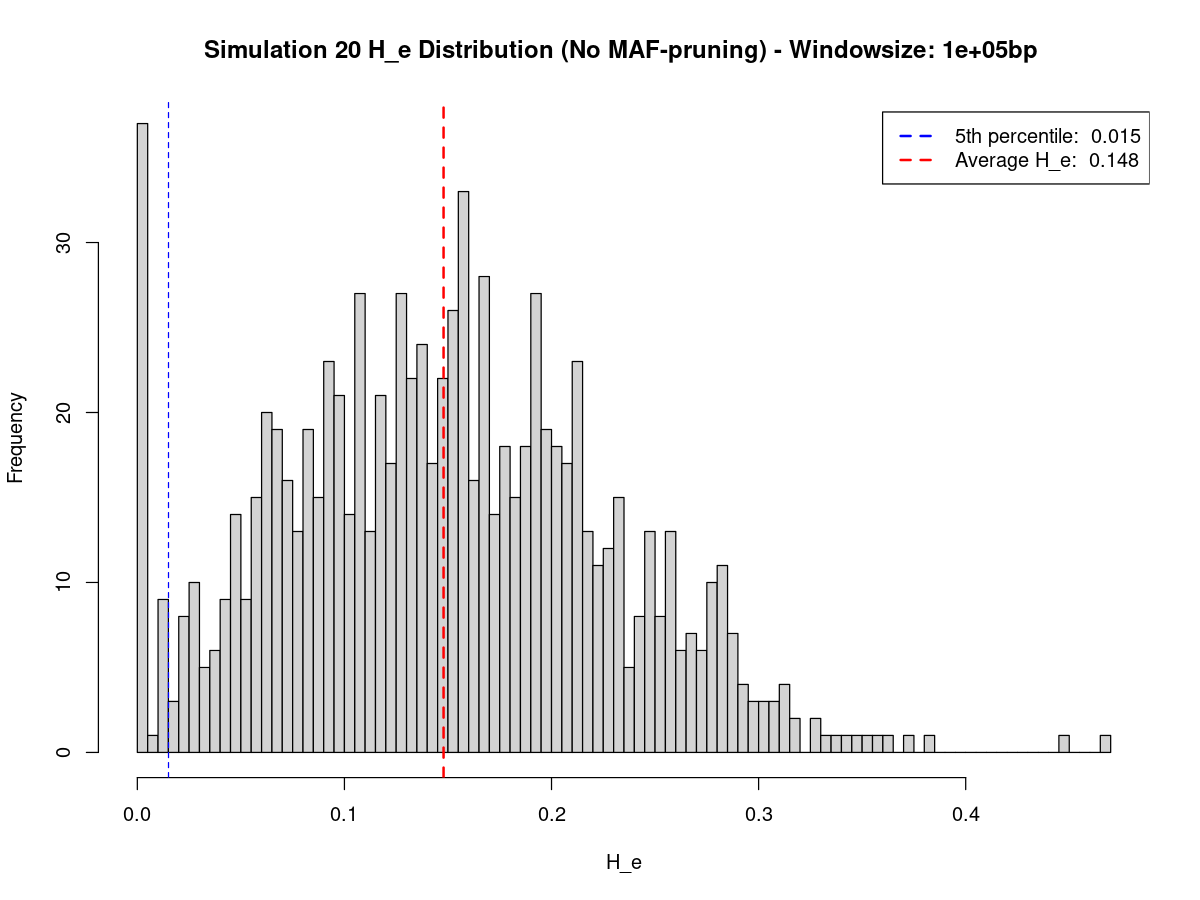 Simulation 20 H_e Distribution (No MAF-pruning) - Windowsize: 1e+05bp
5th percentile: 0.015
Average H_e: 0.148
Frequency
30
20
10
0
0.0 0.1 0.2 0.3 0.4
H_e